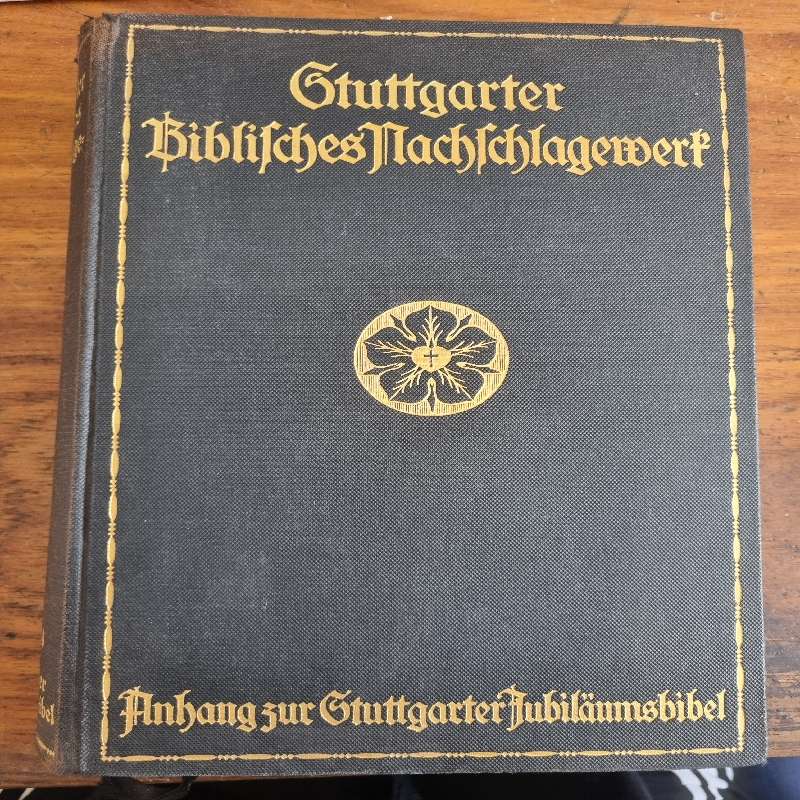 Stuttgarter
Bibliſches Nachſchlagewerk
Anhang zur Stuttgarter Jubiläumsbibel